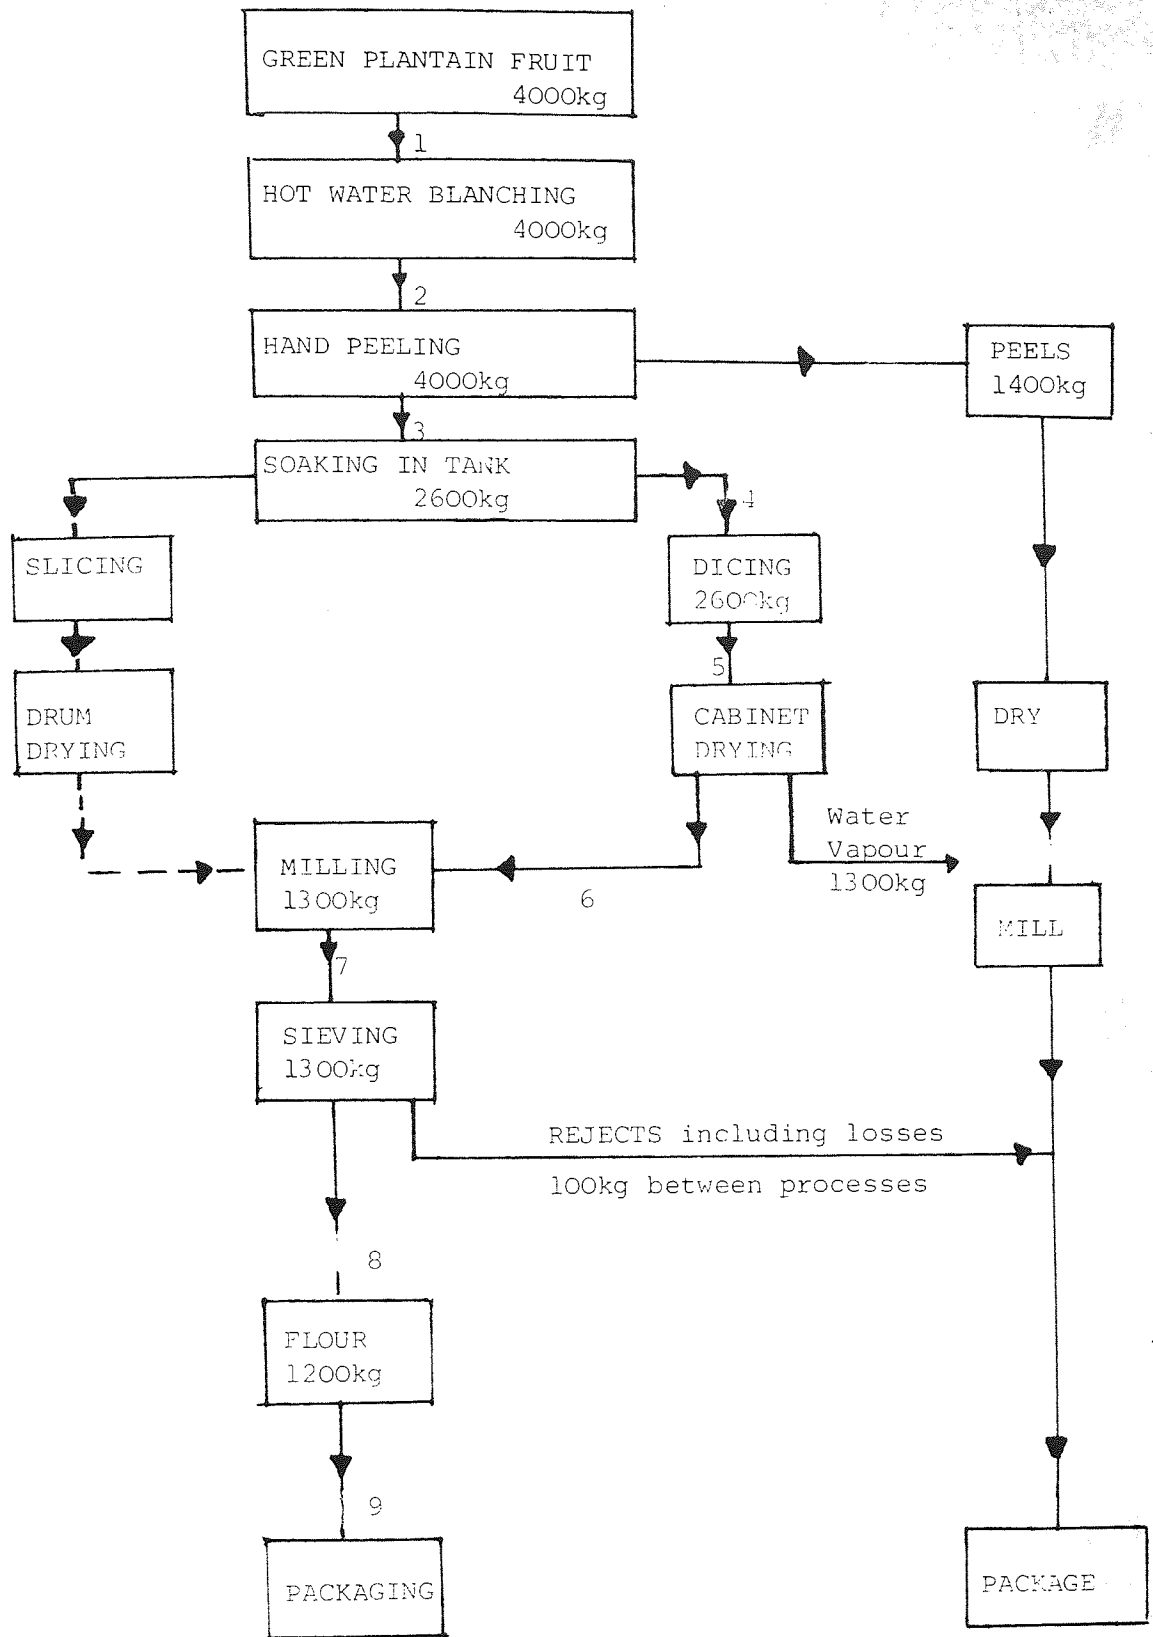 GREEN PLANTAIN FRUIT
4000kg
1
HOT WATER BLANCHING
4000kg
2
HAND PEELING
4000kg
PEELS
1400kg
3
SOAKING IN TANK
2600kg
4
SLICING
DICING
2600kg
5
DRUM
DRYING
CABINET
DRYING
DRY
Water
Vapour
1300kg
MILLING
1300kg
6
MILL
7
SIEVING
1300kg
REJECTS including losses
100kg between processes
8
FLOUR
1200kg
9
PACKAGING
PACKAGE